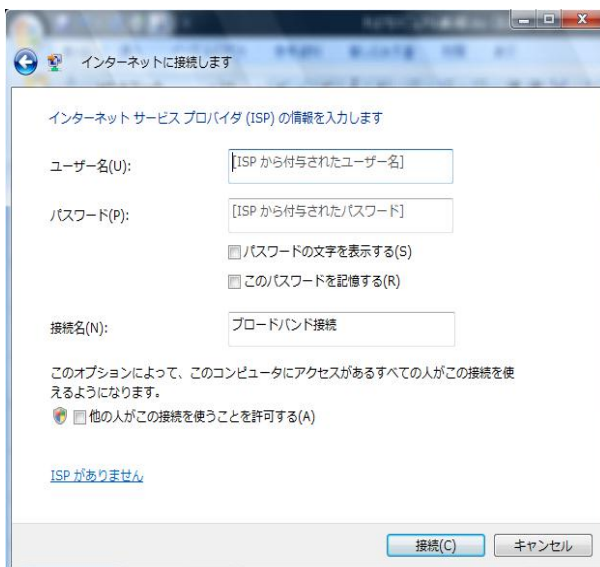 インターネットに接続します
インターネット サービス プロバイダ (ISP) の情報を入力します
ユーザー名(U):
[ISP から付与されたユーザー名]
パスワード(P):
[ISP から付与されたパスワード]
パスワードの文字を表示する(S)
このパスワードを記憶する(R)
接続名(N):
ブロードバンド接続
このオプションによって、このコンピュータにアクセスがあるすべての人がこの接続を使
えるようになります。
他の人がこの接続を使うことを許可する(A)
ISP がありません
接続(C)
キャンセル